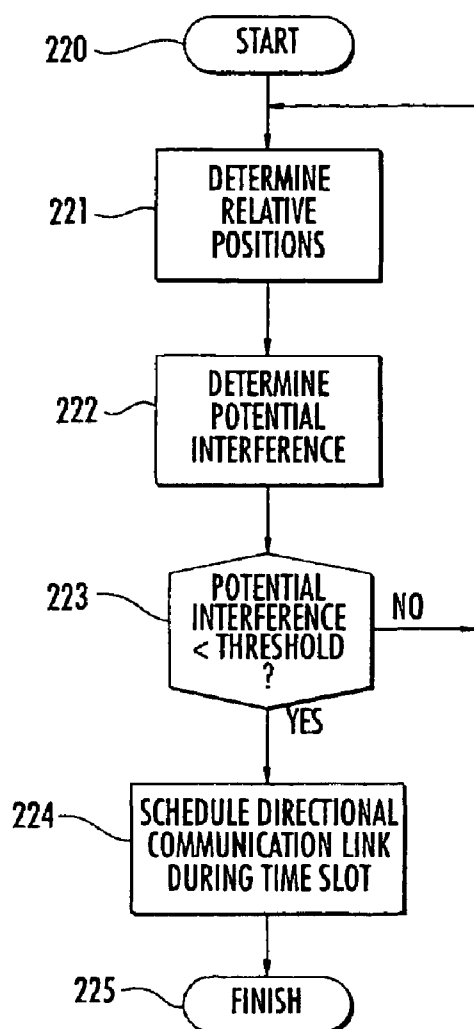 220
START
221
DETERMINE
RELATIVE
POSITIONS
222
DETERMINE
POTENTIAL
INTERFERENCE
223
POTENTIAL
INTERFERENCE
< THRESHOLD
?
NO
YES
224
SCHEDULE DIRECTIONAL
COMMUNICATION LINK
DURING TIME SLOT
225
FINISH